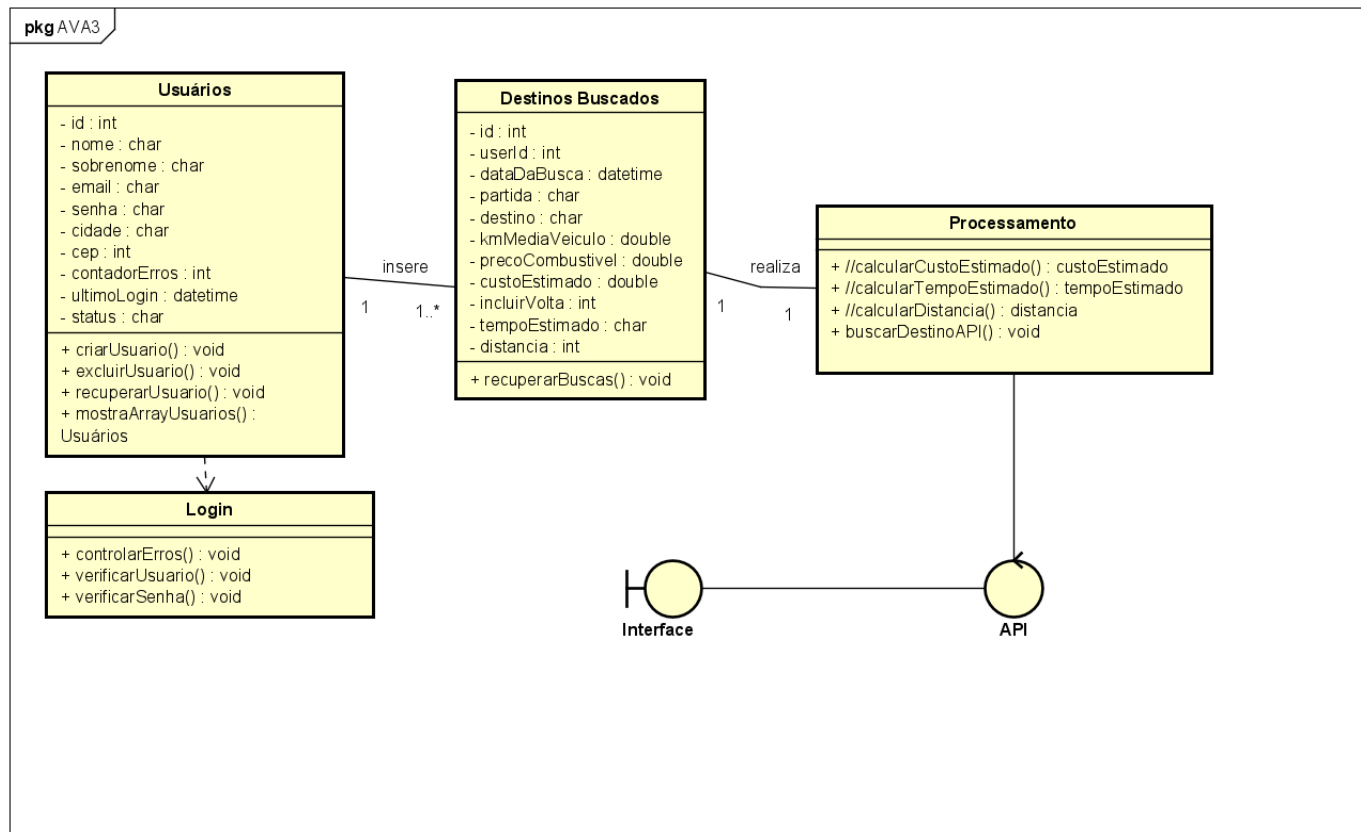 pkg AVA3
Usuários
- id : int
- nome : char
- sobrenome : char
- email : char
- senha : char
- cidade : char
- cep : int
- contadorErros : int
- ultimoLogin : datetime
- status : char
+ criarUsuario() : void
+ excluirUsuario() : void
+ recuperarUsuario() : void
+ mostraArrayUsuarios() :
Usuários
insere
1
1..*
Destinos Buscados
- id : int
- userId : int
- dataDaBusca : datetime
- partida : char
- destino : char
- kmMediaVeiculo : double
- precoCombustivel : double
- custoEstimado : double
- incluirVolta : int
- tempoEstimado : char
- distancia : int
+ recuperarBuscas() : void
realiza
1
1
Processamento
+ //calcularCustoEstimado() : custoEstimado
+ //calcularTempoEstimado() : tempoEstimado
+ //calcularDistancia() : distancia
+ buscarDestinoAPI() : void
Login
+ controlarErros() : void
+ verificarUsuario() : void
+ verificarSenha() : void
Interface
API